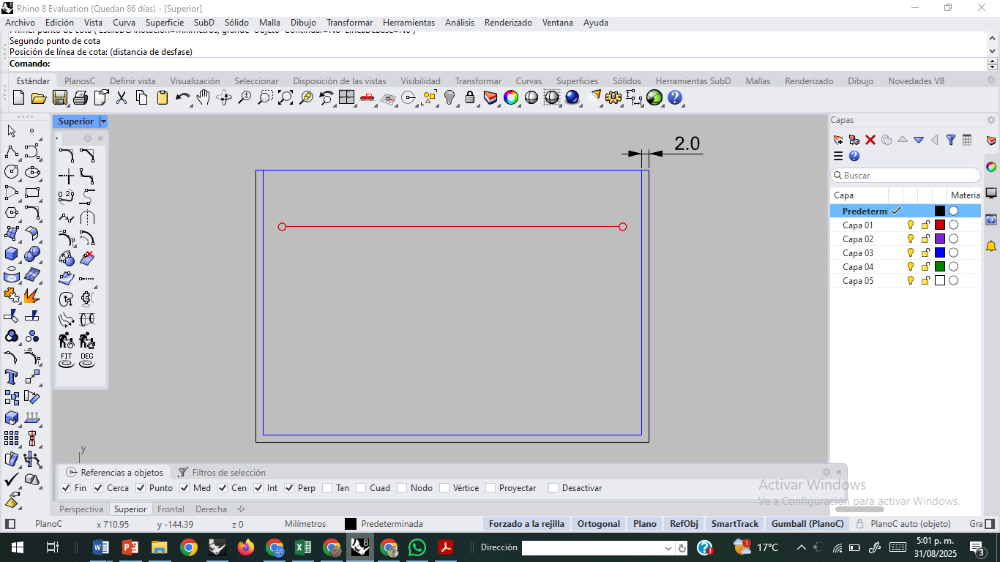 Rhino 8 Evaluation (Quedan 86 días) - [Superior]
Archivo Edición Vista Curva Superficie SubD Sólido Malla Dibujo Transformar Herramientas Análisis Renderizado Ventana Ayuda
Segundo punto de cota
Posición de línea de cota: (distancia de desfase)
Comando:
Estándar PlanosC Definir vista Visualización Seleccionar Disposición de las vistas Visibilidad Transformar Curvas Superficies Sólidos Herramientas SubD Mallas Renderizado Dibujo Novedades V8
Superior
Capas
2.0
Buscar
Capa Materia
Predetermi
Capa 01
Capa 02
Capa 03
Capa 04
Capa 05
FIT DEG
y
Referencias a objetos Filtros de selección
Fin Cerca Punto Med Cen Int Perp Tan Cuad Nodo Vértice Proyectar Desactivar
Activar Windows
Ve a Configuración para activar Windows.
Perspectiva Superior Frontal Derecha
PlanoC x 710.95 y -144.39 z 0 Milímetros Predeterminada Forzado a la rejilla Ortogonal Plano RefObj SmartTrack Gumball (PlanoC) PlanoC auto (objeto) Gra
Dirección 17°C 5:01 p. m.
31/08/2025
3